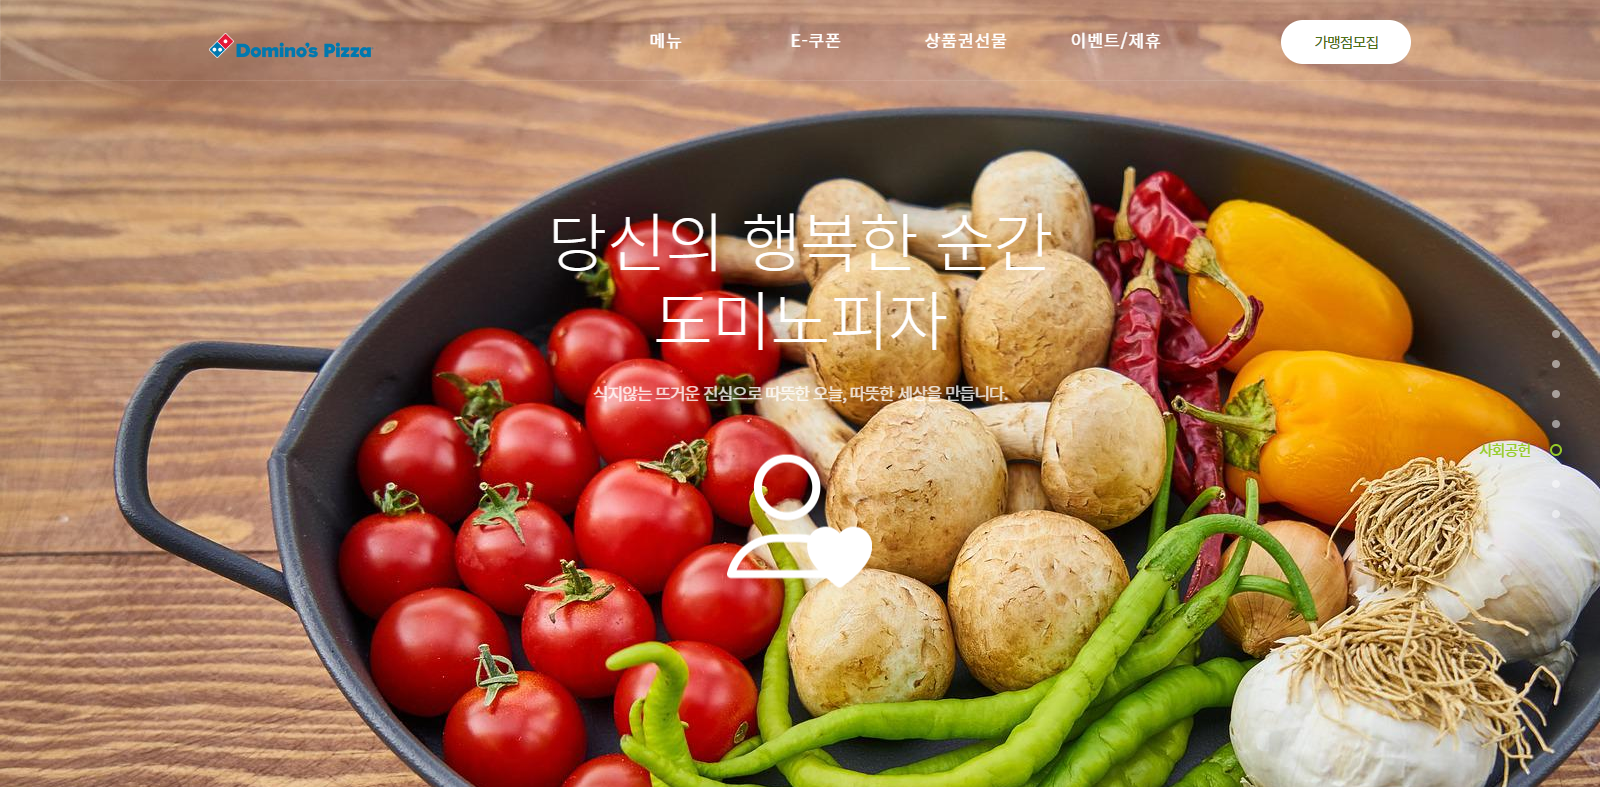 Domino's Pizza
메뉴
E-쿠폰
상품권선물
이벤트/제휴
가맹점모집
당신의 행복한 순간
도미노피자
식지않는 뜨거운 진심으로 따뜻한 오늘, 따뜻한 세상을 만듭니다.
사회공헌